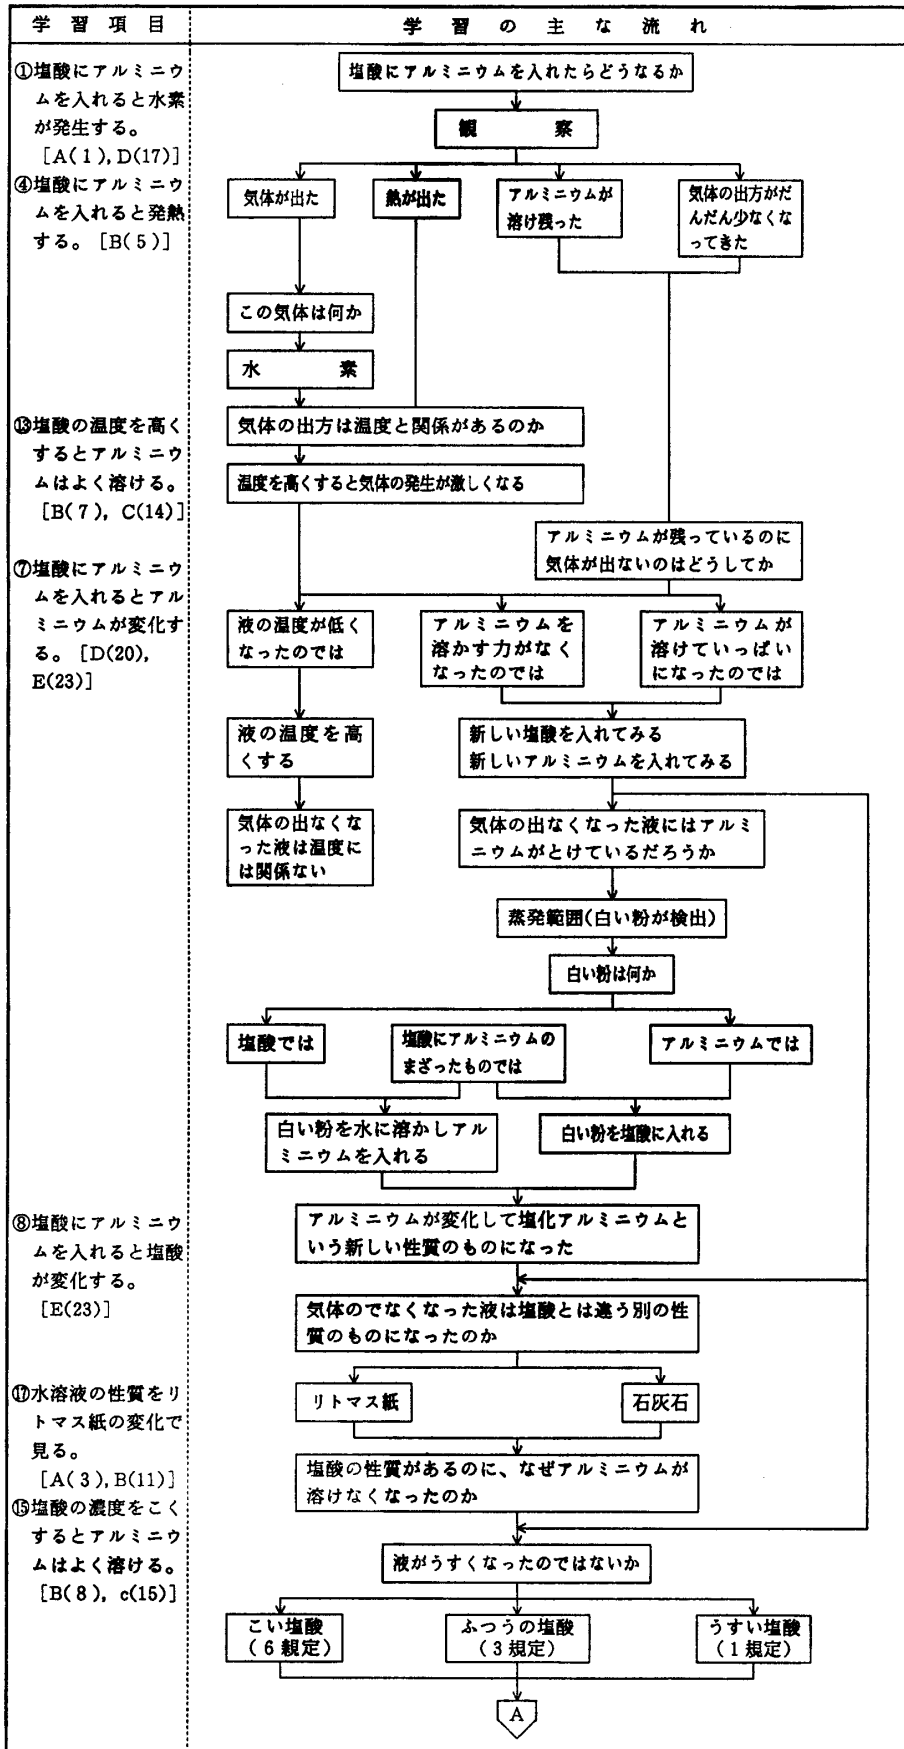 学習項目
学習の主な流れ
①塩酸にアルミニウ
ムを入れると水素
が発生する。
[A(1), D(17)]
④塩酸にアルミニウ
ムを入れると発熱
する。[B(5)]
⑬塩酸の温度を高く
するとアルミニウ
ムはよく溶ける。
[B(7), C(14)]
⑦塩酸にアルミニウ
ムを入れるとアル
ミニウムが変化す
る。[D(20),
E(23)]
⑧塩酸にアルミニウ
ムを入れると塩酸
が変化する。
[E(23)]
⑰水溶液の性質をリ
トマス紙の変化で
見る。
[A(3), B(11)]
⑮塩酸の濃度をこく
するとアルミニウ
ムはよく溶ける。
[B(8), c(15)]
塩酸にアルミニウムを入れたらどうなるか
観察
気体が出た
熱が出た
アルミニウムが
溶け残った
気体の出方がだ
んだん少なくな
ってきた
この気体は何か
水素
気体の出方は温度と関係があるのか
温度を高くすると気体の発生が激しくなる
アルミニウムが残っているのに
気体が出ないのはどうしてか
液の温度が低く
なったのでは
アルミニウムを
溶かす力がなく
なったのでは
アルミニウムが
溶けていっぱい
になったのでは
液の温度を高
くする
新しい塩酸を入れてみる
新しいアルミニウムを入れてみる
気体の出なくな
った液は温度に
は関係ない
気体の出なくなった液にはアルミ
ニウムがとけているだろうか
蒸発範囲(白い粉が検出)
白い粉は何か
塩酸では
塩酸にアルミニウムの
まざったものでは
アルミニウムでは
白い粉を水に溶かしアル
ミニウムを入れる
白い粉を塩酸に入れる
アルミニウムが変化して塩化アルミニウムと
いう新しい性質のものになった
気体のでなくなった液は塩酸とは違う別の性
質のものになったのか
リトマス紙
石灰石
塩酸の性質があるのに、なぜアルミニウムが
溶けなくなったのか
液がうすくなったのではないか
こい塩酸
(6規定)
ふつうの塩酸
(3規定)
うすい塩酸
(1規定)
A